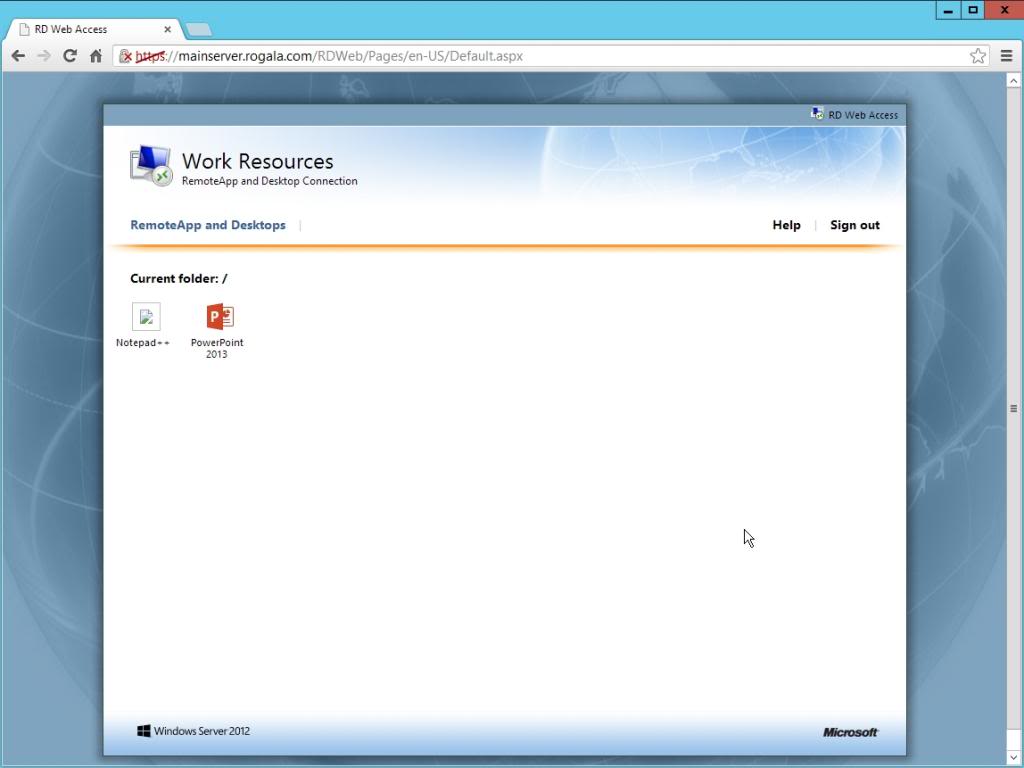 RD Web Access
https://mainserver.rogala.com/RDWeb/Pages/en-US/Default.aspx
RD Web Access
Work Resources
RemoteApp and Desktop Connection
RemoteApp and Desktops
Help
Sign out
Current folder: /
Notepad++
PowerPoint
2013
Windows Server 2012
Microsoft